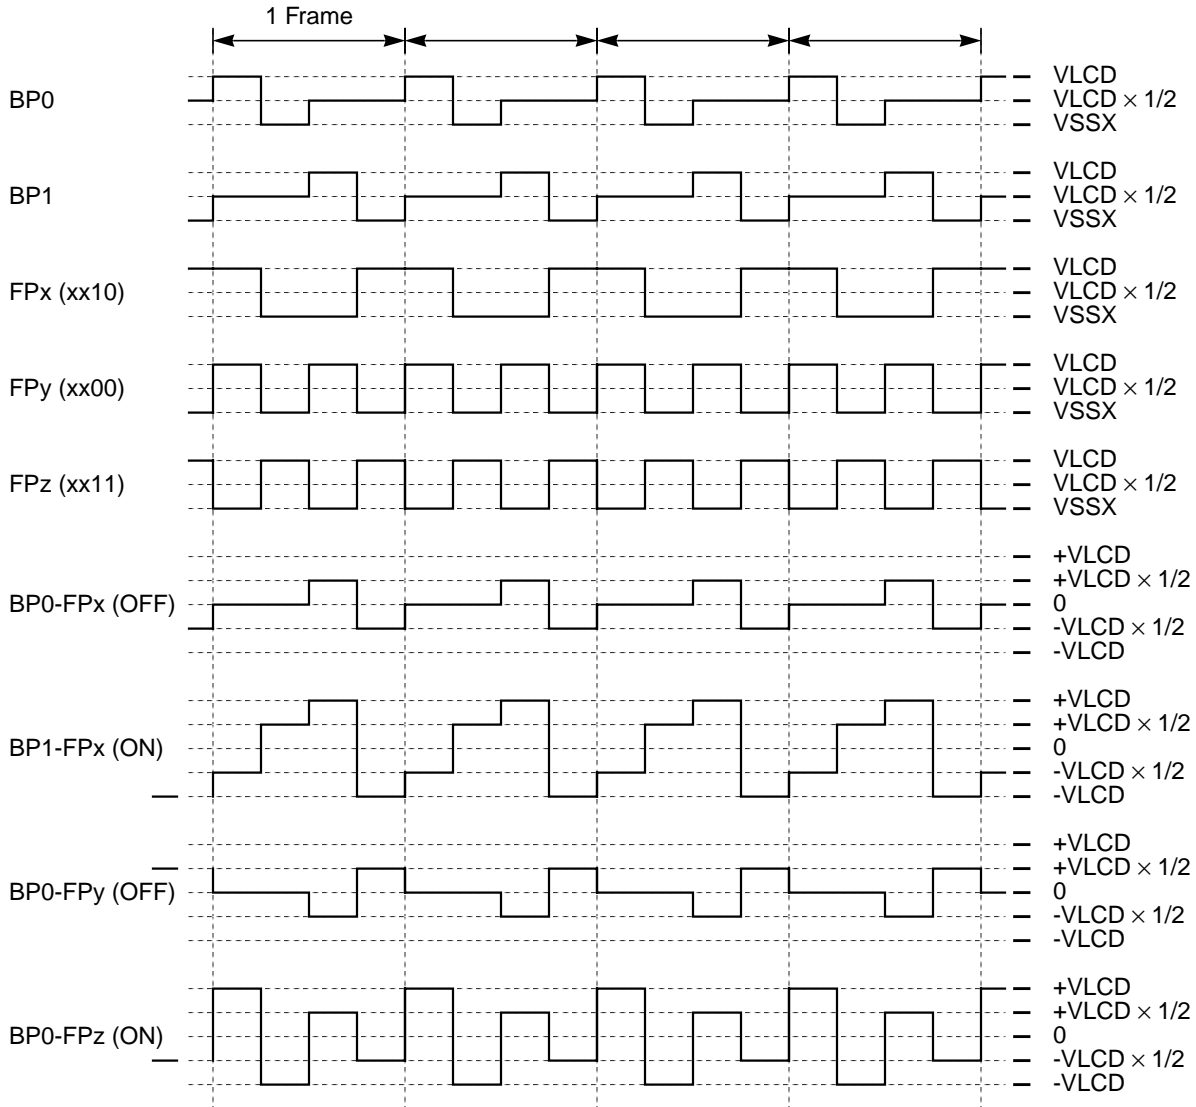 1 Frame
BP0
VLCD
VLCD × 1/2
VSSX
BP1
VLCD
VLCD × 1/2
VSSX
FPx (xx10)
VLCD
VLCD × 1/2
VSSX
FPy (xx00)
VLCD
VLCD × 1/2
VSSX
FPz (xx11)
VLCD
VLCD × 1/2
VSSX
BP0-FPx (OFF)
+VLCD
+VLCD × 1/2
0
-VLCD × 1/2
-VLCD
BP1-FPx (ON)
+VLCD
+VLCD × 1/2
0
-VLCD × 1/2
-VLCD
BP0-FPy (OFF)
+VLCD
+VLCD × 1/2
0
-VLCD × 1/2
-VLCD
BP0-FPz (ON)
+VLCD
+VLCD × 1/2
0
-VLCD × 1/2
-VLCD